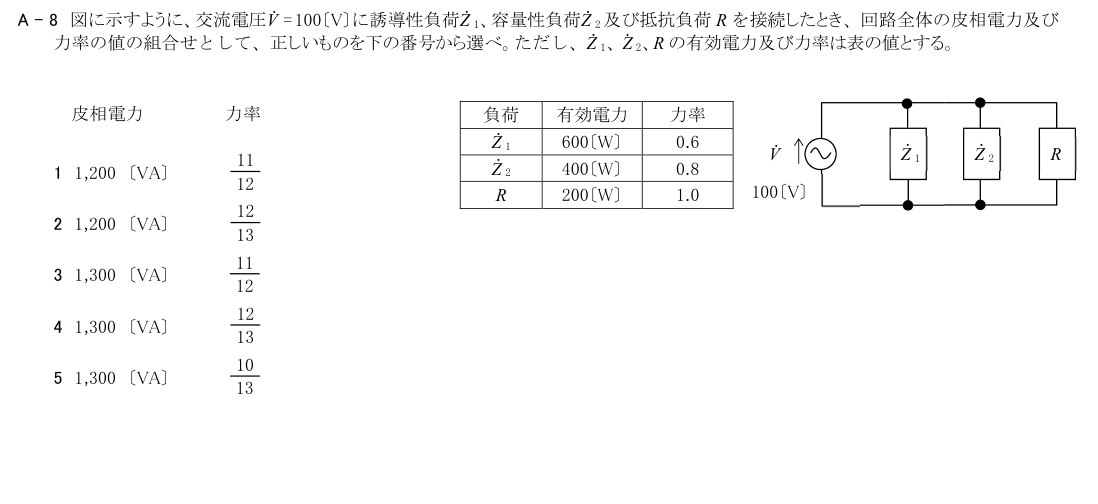 A－8 図に示すように、交流電圧V̇=100〔V〕に誘導性負荷Ż₁、容量性負荷Ż₂及び抵抗負荷 R を接続したとき、回路全体の皮相電力及び
力率の値の組合せとして、正しいものを下の番号から選べ。ただし、Ż₁、Ż₂、R の有効電力及び力率は表の値とする。
皮相電力 力率
1 1,200 〔VA〕 11/12
2 1,200 〔VA〕 12/13
3 1,300 〔VA〕 11/12
4 1,300 〔VA〕 12/13
5 1,300 〔VA〕 10/13
負荷 有効電力 力率
Ż₁ 600〔W〕 0.6
Ż₂ 400〔W〕 0.8
R 200〔W〕 1.0
V̇
100〔V〕
Ż₁
Ż₂
R